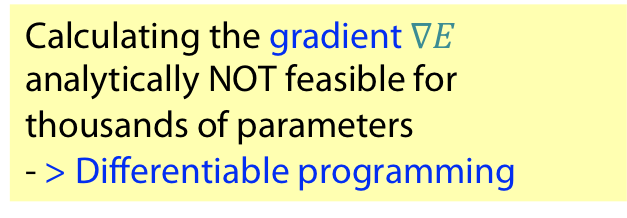 Calculating the gradient ∇E
analytically NOT feasible for
thousands of parameters
- > Differentiable programming